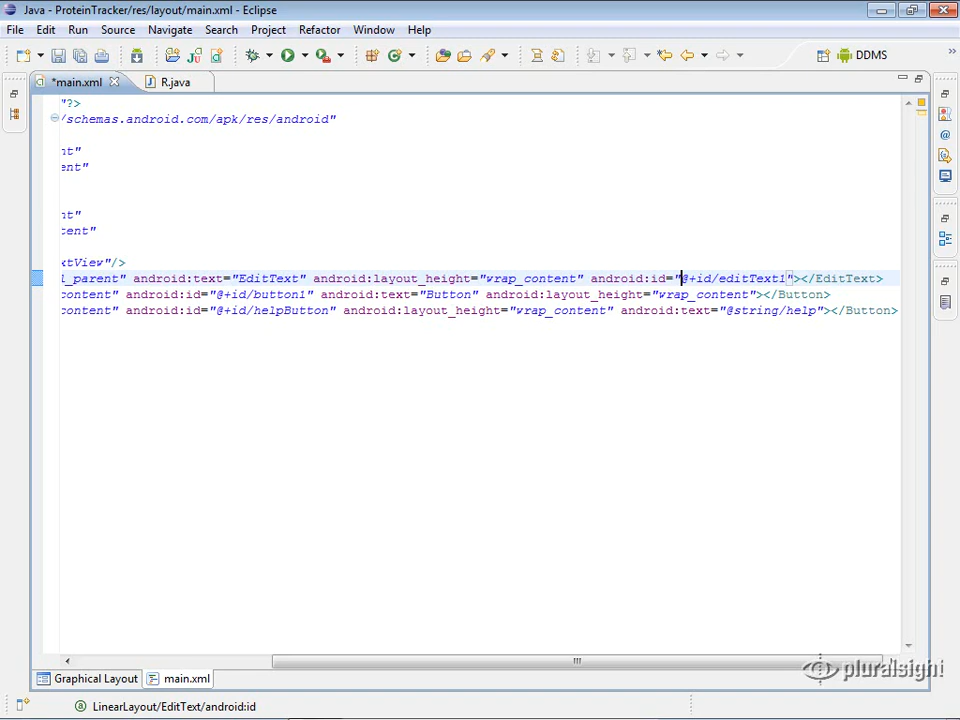 Java - ProteinTracker/res/layout/main.xml - Eclipse
File Edit Run Source Navigate Search Project Refactor Window Help
DDMS
*main.xml R.java
"?>
/schemas.android.com/apk/res/android"
nt"
ent"
nt"
tent"
xtView"/>
l_parent" android:text="EditText" android:layout_height="wrap_content" android:id="@+id/editText1"></EditText>
content" android:id="@+id/button1" android:text="Button" android:layout_height="wrap_content"></Button>
content" android:id="@+id/helpButton" android:layout_height="wrap_content" android:text="@string/help"></Button>
pluralsight
Graphical Layout main.xml
LinearLayout/EditText/android:id